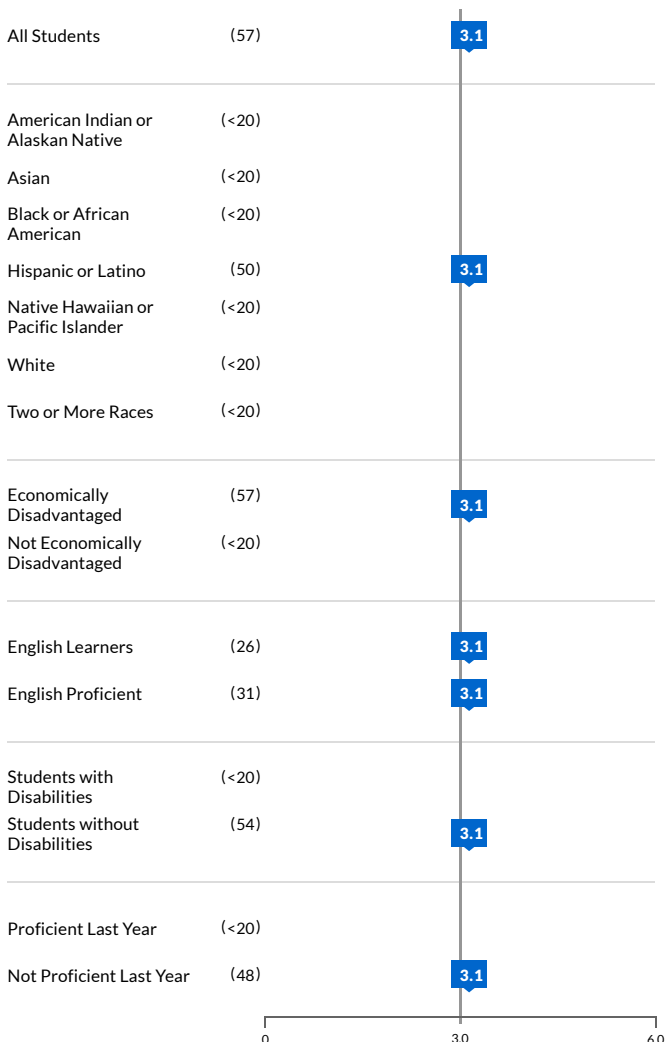 All Students (57) 3.1
American Indian or (<20)
Alaskan Native
Asian (<20)
Black or African (<20)
American
Hispanic or Latino (50) 3.1
Native Hawaiian or (<20)
Pacific Islander
White (<20)
Two or More Races (<20)
Economically (57) 3.1
Disadvantaged
Not Economically (<20)
Disadvantaged
English Learners (26) 3.1
English Proficient (31) 3.1
Students with (<20)
Disabilities
Students without (54) 3.1
Disabilities
Proficient Last Year (<20)
Not Proficient Last Year (48) 3.1
0 3.0 6.0